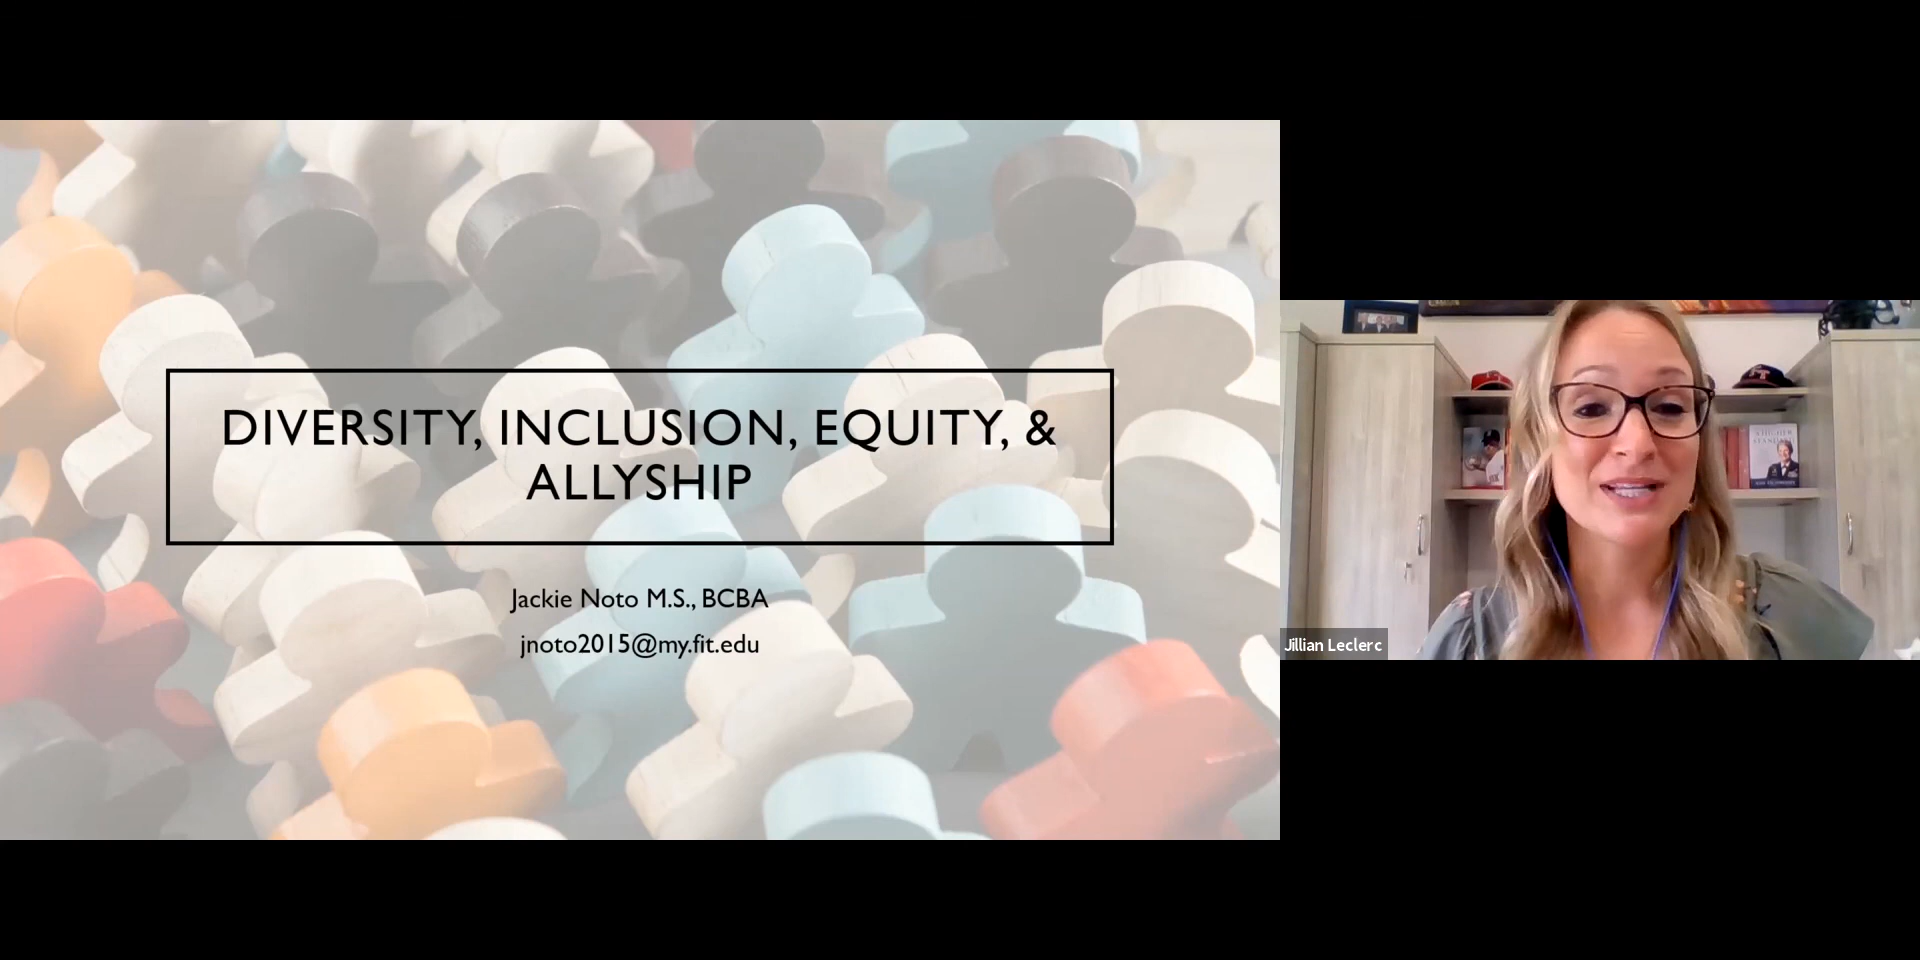 DIVERSITY, INCLUSION, EQUITY, &
ALLYSHIP
Jackie Noto M.S., BCBA
jnoto2015@my.fit.edu
Jillian Leclerc